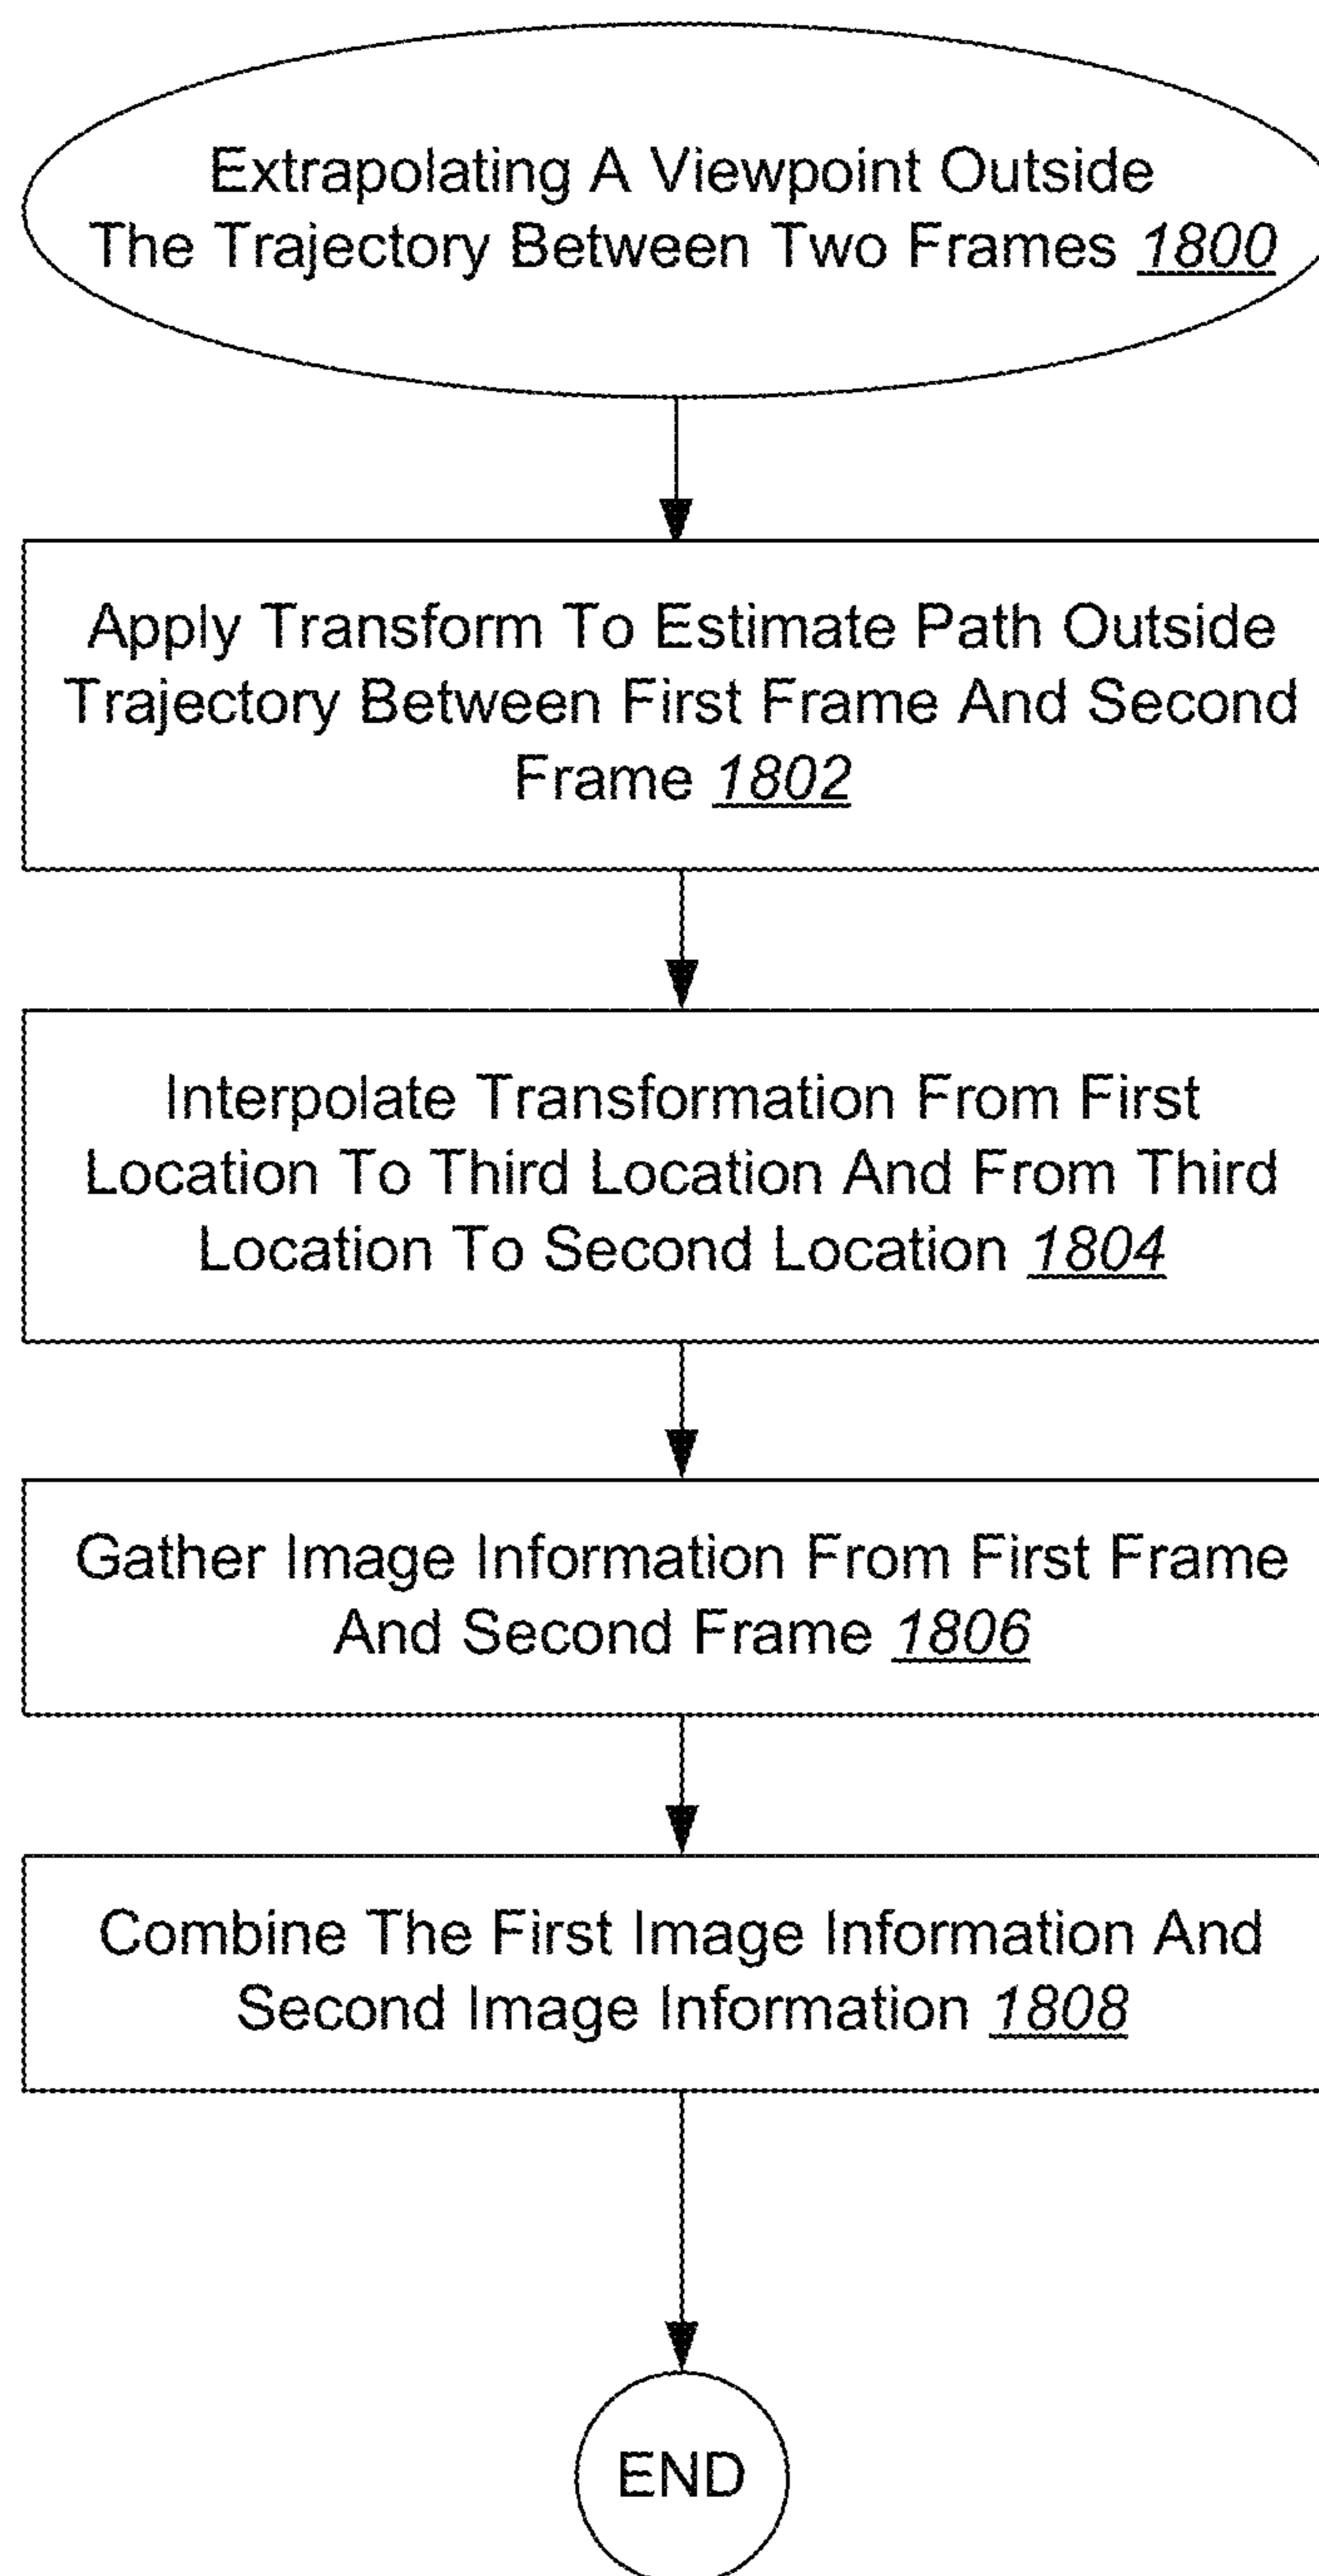 Extrapolating A Viewpoint Outside
The Trajectory Between Two Frames 1800
Apply Transform To Estimate Path Outside
Trajectory Between First Frame And Second
Frame 1802
Interpolate Transformation From First
Location To Third Location And From Third
Location To Second Location 1804
Gather Image Information From First Frame
And Second Frame 1806
Combine The First Image Information And
Second Image Information 1808
END